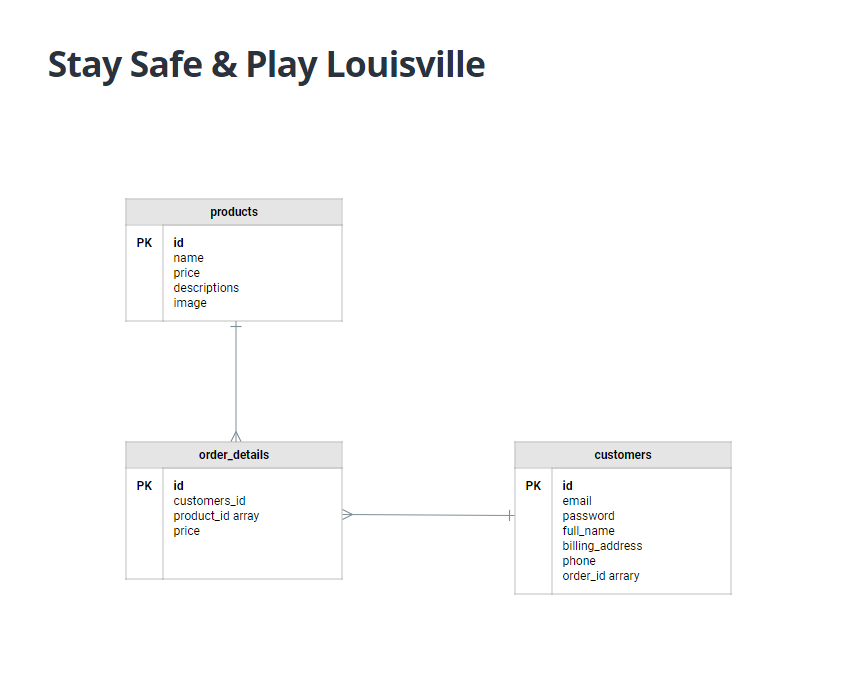 Stay Safe & Play Louisville
products
PK id
name
price
descriptions
image
order_details
PK id
customers_id
product_id array
price
customers
PK id
email
password
full_name
billing_address
phone
order_id arrary